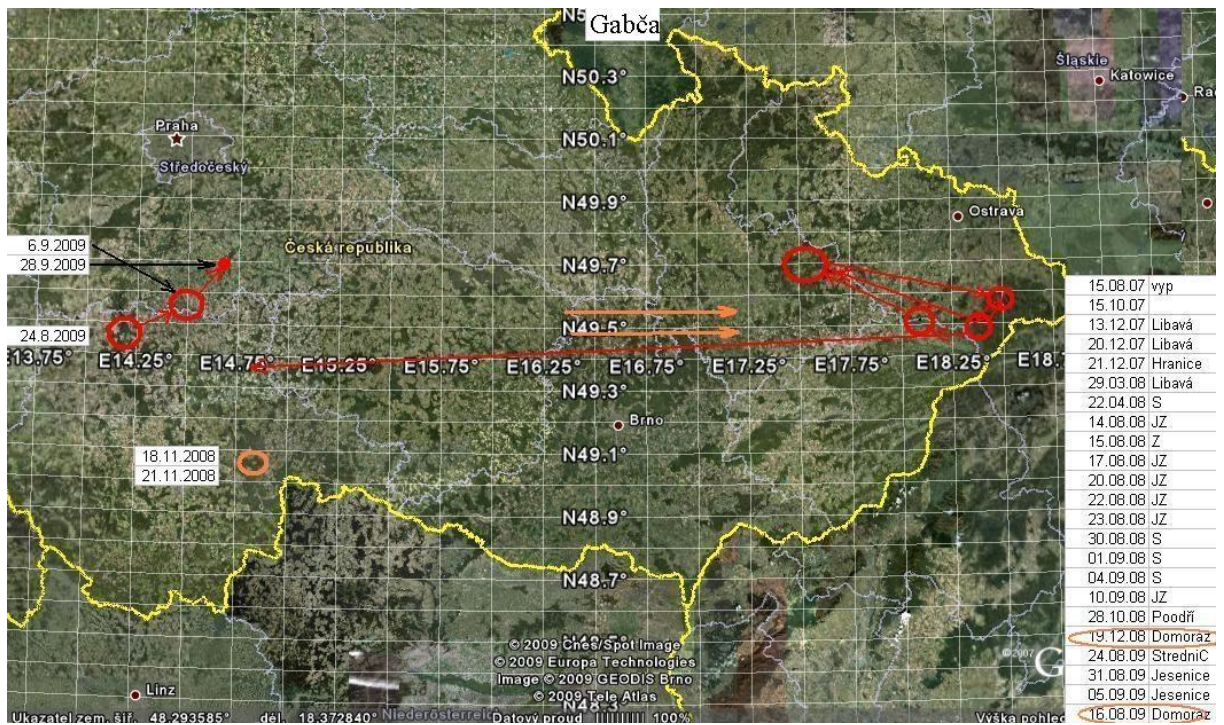 Gabča
N50.3°
Śląskie
Katowice
Praha
N50.1°
Středočeský
N49.9°
Ostrava
6.9.2009
Česká republika
28.9.2009
N49.7°
24.8.2009
N49.5°
E13.75° E14.25° E14.75° E15.25° E15.75° E16.25° E16.75° E17.25° E17.75° E18.25°
N49.3°
Brno
18.11.2008
N49.1°
21.11.2008
N48.9°
N48.7°
15.08.07 vyp
15.10.07
13.12.07 Libavá
20.12.07 Libavá
21.12.07 Hranice
29.03.08 Libavá
22.04.08 S
14.08.08 JZ
15.08.08 Z
17.08.08 JZ
20.08.08 JZ
22.08.08 JZ
23.08.08 JZ
30.08.08 S
01.09.08 S
04.09.08 S
10.09.08 JZ
28.10.08 Poodří
19.12.08 Domoraz
24.08.09 StredniC
31.08.09 Jesenice
05.09.09 Jesenice
16.08.09 Domoraz
© 2009 Cnes/Spot Image
© 2009 Europa Technologies
Image © 2009 GEODIS Brno
© 2009 Tele Atlas
©2007
Linz
Niederösterreich
Ukazatel zem. šíř. 48.293585° dél. 18.372840° Datový proud 100% Výška pohled